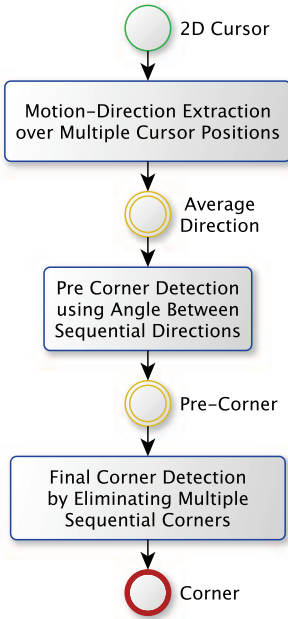 2D Cursor
Motion-Direction Extraction
over Multiple Cursor Positions
Average
Direction
Pre Corner Detection
using Angle Between
Sequential Directions
Pre-Corner
Final Corner Detection
by Eliminating Multiple
Sequential Corners
Corner